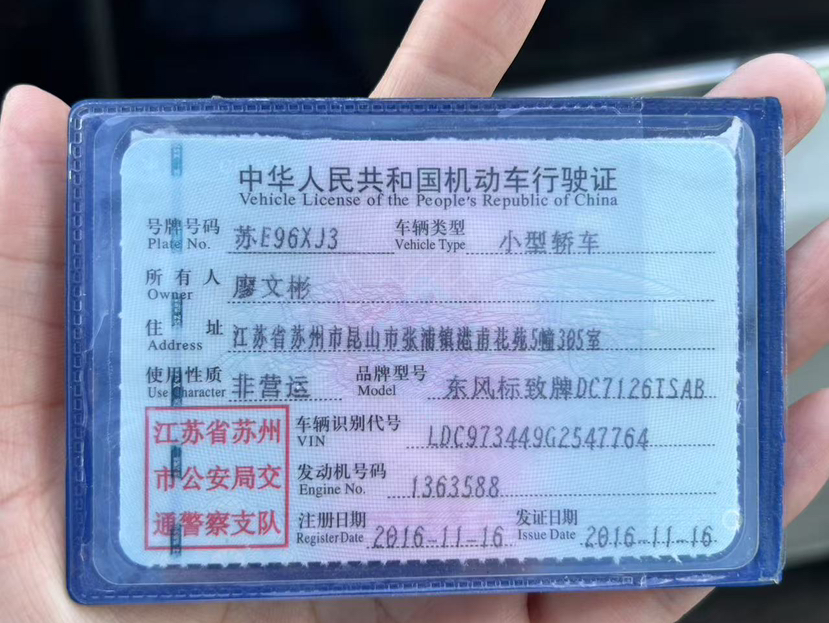 中华人民共和国机动车行驶证
Vehicle License of the People's Republic of China
号牌号码 苏E96XJ3 车辆类型 小型轿车
Plate No. Vehicle Type
所有人 廖文彬
Owner
住址 江苏省苏州市昆山市张浦镇港甫花苑5幢305室
Address
使用性质 非营运 品牌型号 东风标致牌DC7126TSAB
Use Character Model
江苏省苏州
市公安局交
通警察支队
车辆识别代号 LDC973449G2547764
VIN
发动机号码 1363588
Engine No.
注册日期 2016-11-16 发证日期 2016-11-16
Register Date Issue Date